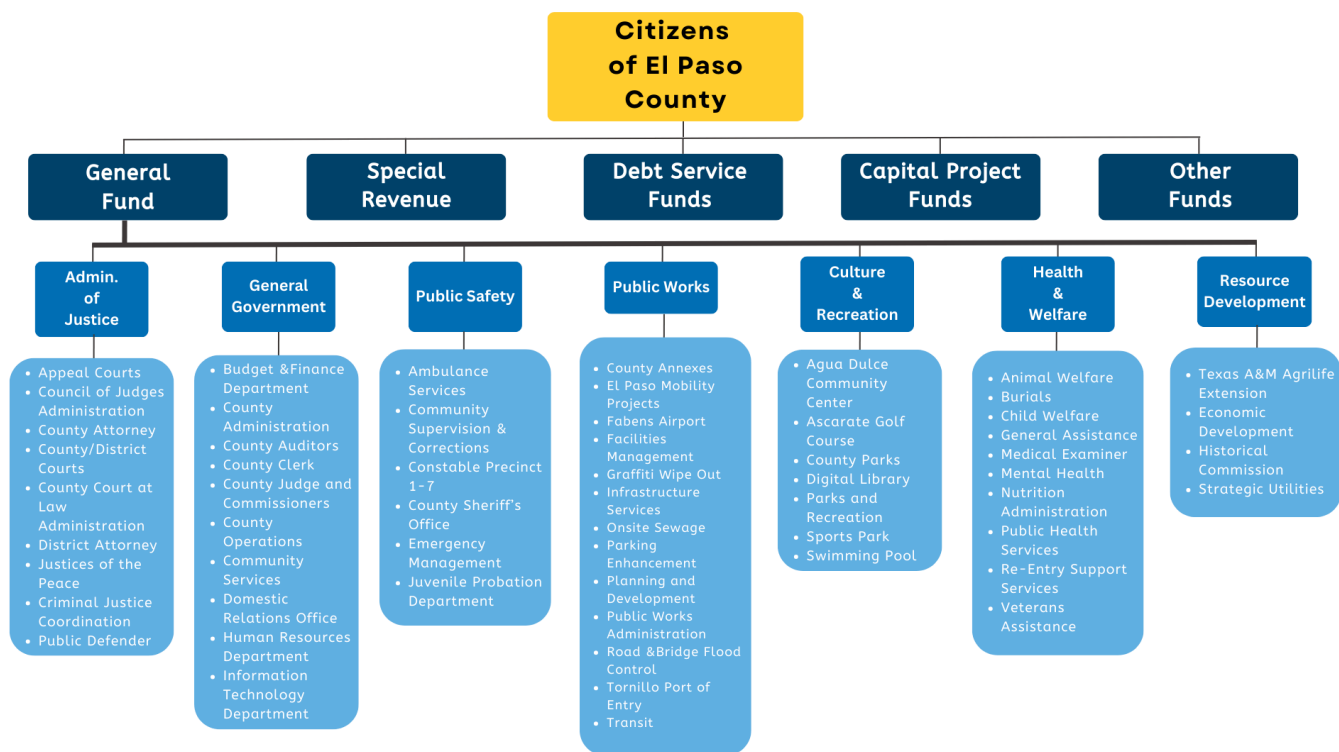 Citizens
of El Paso
County
General
Fund
Special
Revenue
Debt Service
Funds
Capital Project
Funds
Other
Funds
Admin.
of
Justice
General
Government
Public Safety
Public Works
Culture
&
Recreation
Health
&
Welfare
Resource
Development
• Appeal Courts
• Council of Judges
Administration
• County Attorney
• County/District
Courts
• County Court at
Law
Administration
• District Attorney
• Justices of the
Peace
• Criminal Justice
Coordination
• Public Defender
• Budget &Finance
Department
• County
Administration
• County Auditors
• County Clerk
• County Judge and
Commissioners
• County
Operations
• Community
Services
• Domestic
Relations Office
• Human Resources
Department
• Information
Technology
Department
• Ambulance
Services
• Community
Supervision &
Corrections
• Constable Precinct
1-7
• County Sheriff's
Office
• Emergency
Management
• Juvenile Probation
Department
• County Annexes
• El Paso Mobility
Projects
• Fabens Airport
• Facilities
Management
• Graffiti Wipe Out
• Infrastructure
Services
• Onsite Sewage
• Parking
Enhancement
• Planning and
Development
• Public Works
Administration
• Road &Bridge Flood
Control
• Tornillo Port of
Entry
• Transit
• Agua Dulce
Community
Center
• Ascarate Golf
Course
• County Parks
• Digital Library
• Parks and
Recreation
• Sports Park
• Swimming Pool
• Animal Welfare
• Burials
• Child Welfare
• General Assistance
• Medical Examiner
• Mental Health
• Nutrition
Administration
• Public Health
Services
• Re-Entry Support
Services
• Veterans
Assistance
• Texas A&M Agrilife
Extension
• Economic
Development
• Historical
Commission
• Strategic Utilities